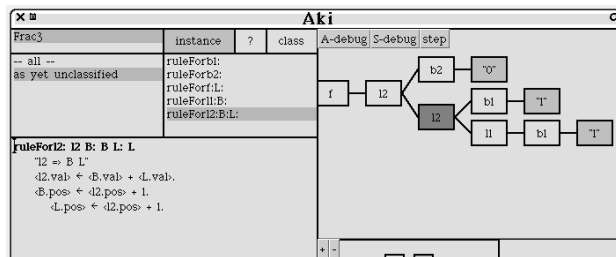 Aki
Frac3
instance ? class
A-debug S-debug step
-- all --
as yet unclassified
ruleForb1:
ruleForb2:
ruleForf:L:
ruleForl1:B:
ruleForl2:B:L:
b2 "0"
f l2
l2 b1 "1"
l1 b1 "1"
ruleForl2: l2 B: B L: L
"l2 => B L"
<l2.val> ← <B.val> + <L.val>.
<B.pos> ← <l2.pos> + 1.
<L.pos> ← <l2.pos> + 1.
+ -